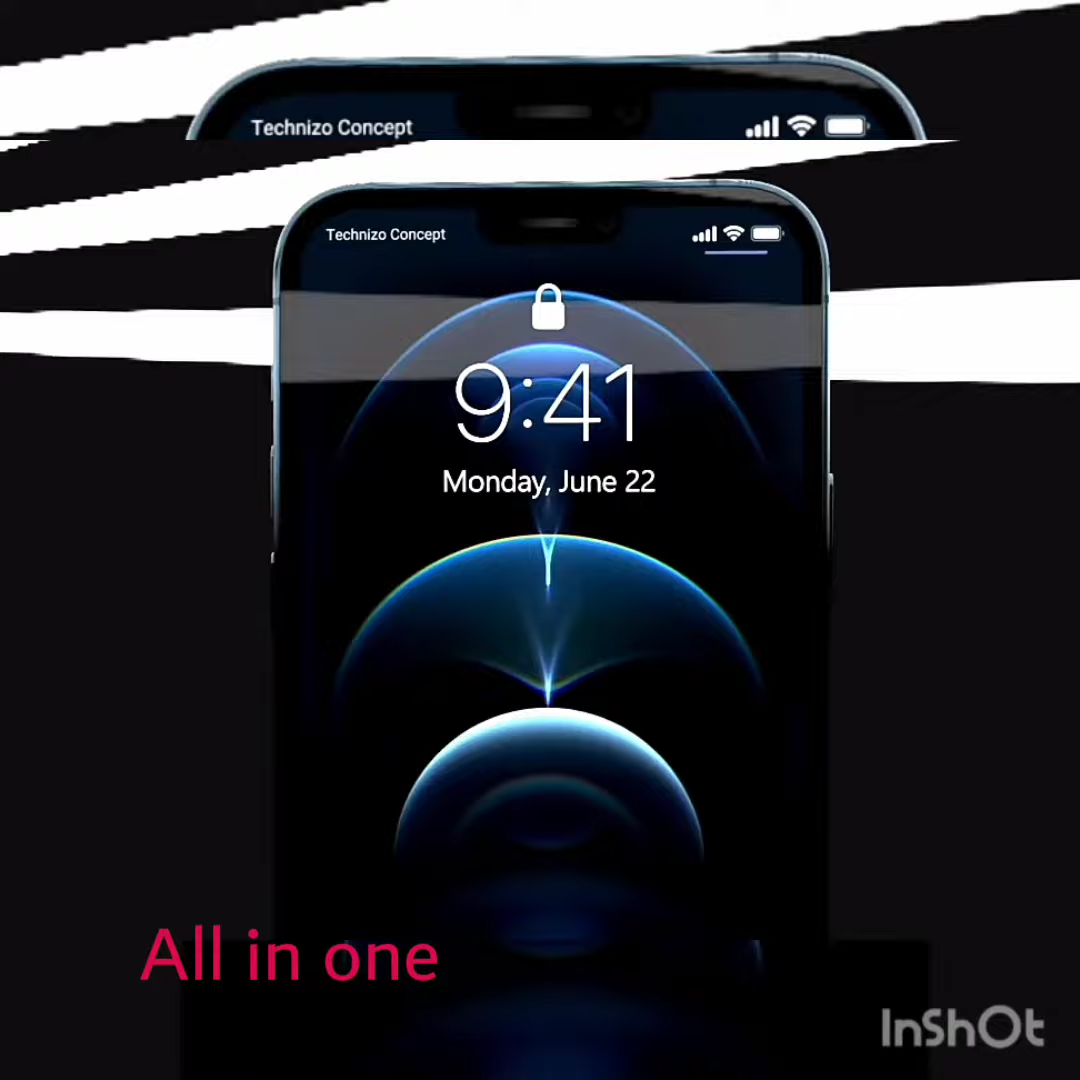 Technizo Concept
Technizo Concept
9:41
Monday, June 22
All in one
InShOt